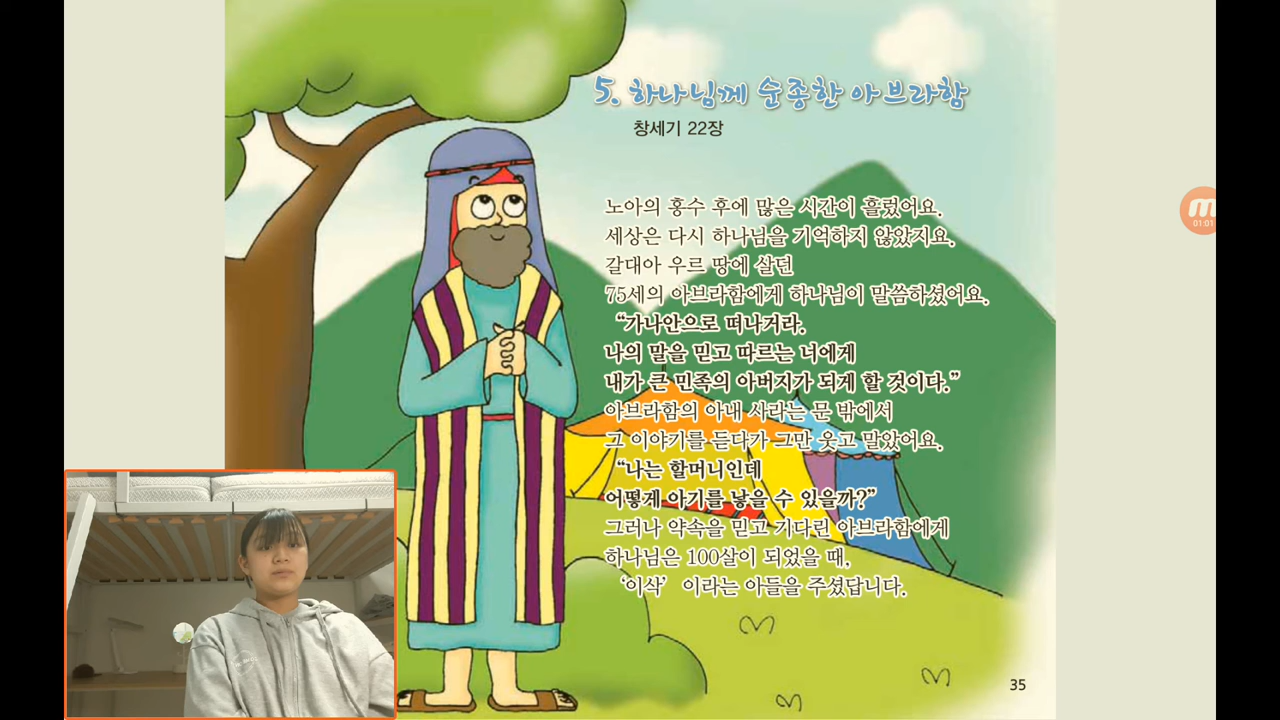 5. 하나님께 순종한 아브라함
창세기 22장
노아의 홍수 후에 많은 시간이 흘렀어요.
세상은 다시 하나님을 기억하지 않았지요.
갈대아 우르 땅에 살던
75세의 아브라함에게 하나님이 말씀하셨어요.
“가나안으로 떠나거라.
나의 말을 믿고 따르는 너에게
내가 큰 민족의 아버지가 되게 할 것이다.”
아브라함의 아내 사라는 문 밖에서
그 이야기를 듣다가 그만 웃고 말았어요.
“나는 할머니인데
어떻게 아기를 낳을 수 있을까?”
그러나 약속을 믿고 기다린 아브라함에게
하나님은 100살이 되었을 때,
‘이삭’ 이라는 아들을 주셨답니다.
35
01:01